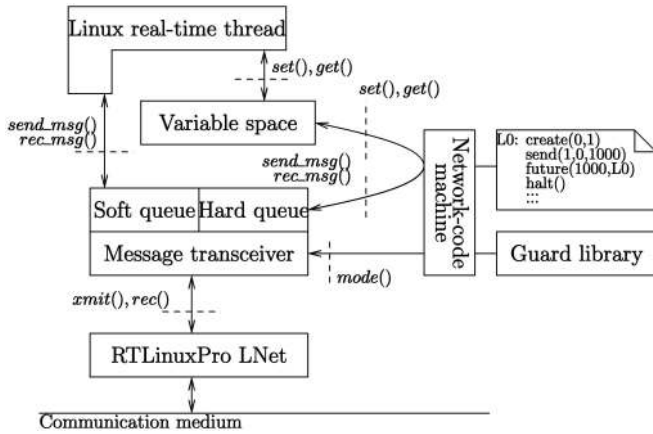 Linux real-time thread
set(), get()
set(), get()
send_msg()
rec_msg()
Variable space
send_msg()
rec_msg()
Network-code
machine
L0: create(0,1)
send(1,0,1000)
future(1000,L0)
halt()
:::
Soft queue
Hard queue
Message transceiver
mode()
Guard library
xmit(), rec()
RTLinuxPro LNet
Communication medium